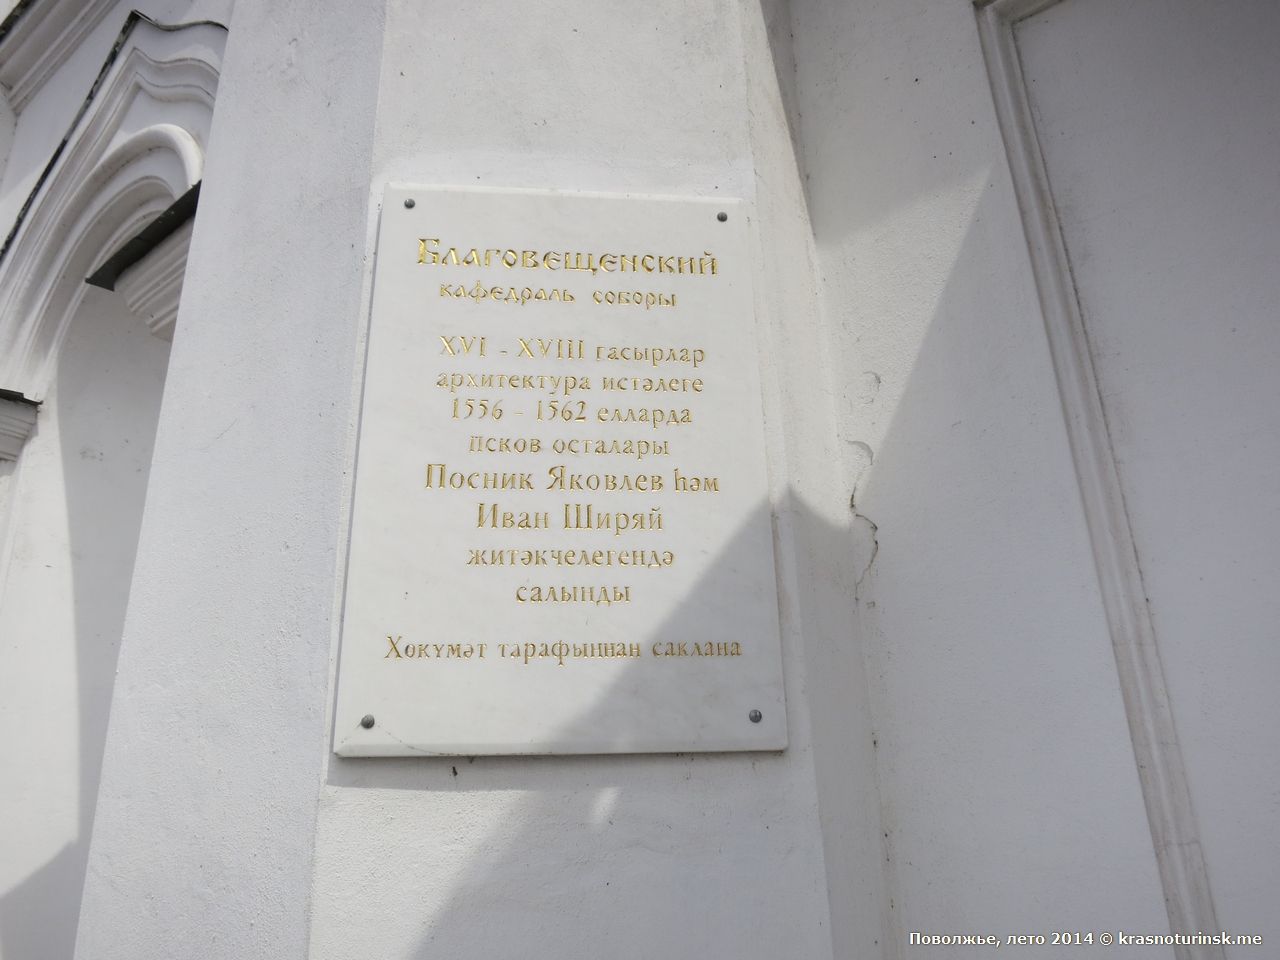 Благовещенский
кафедраль соборы
XVI - XVIII гасырлар
архитектура истәлеге
1556 - 1562 елларда
псков осталары
Посник Яковлев һәм
Иван Ширяй
җитәкчелегендә
салынды
Хөкүмәт тарафыннан саклана
Поволжье, лето 2014 © krasnoturinsk.me